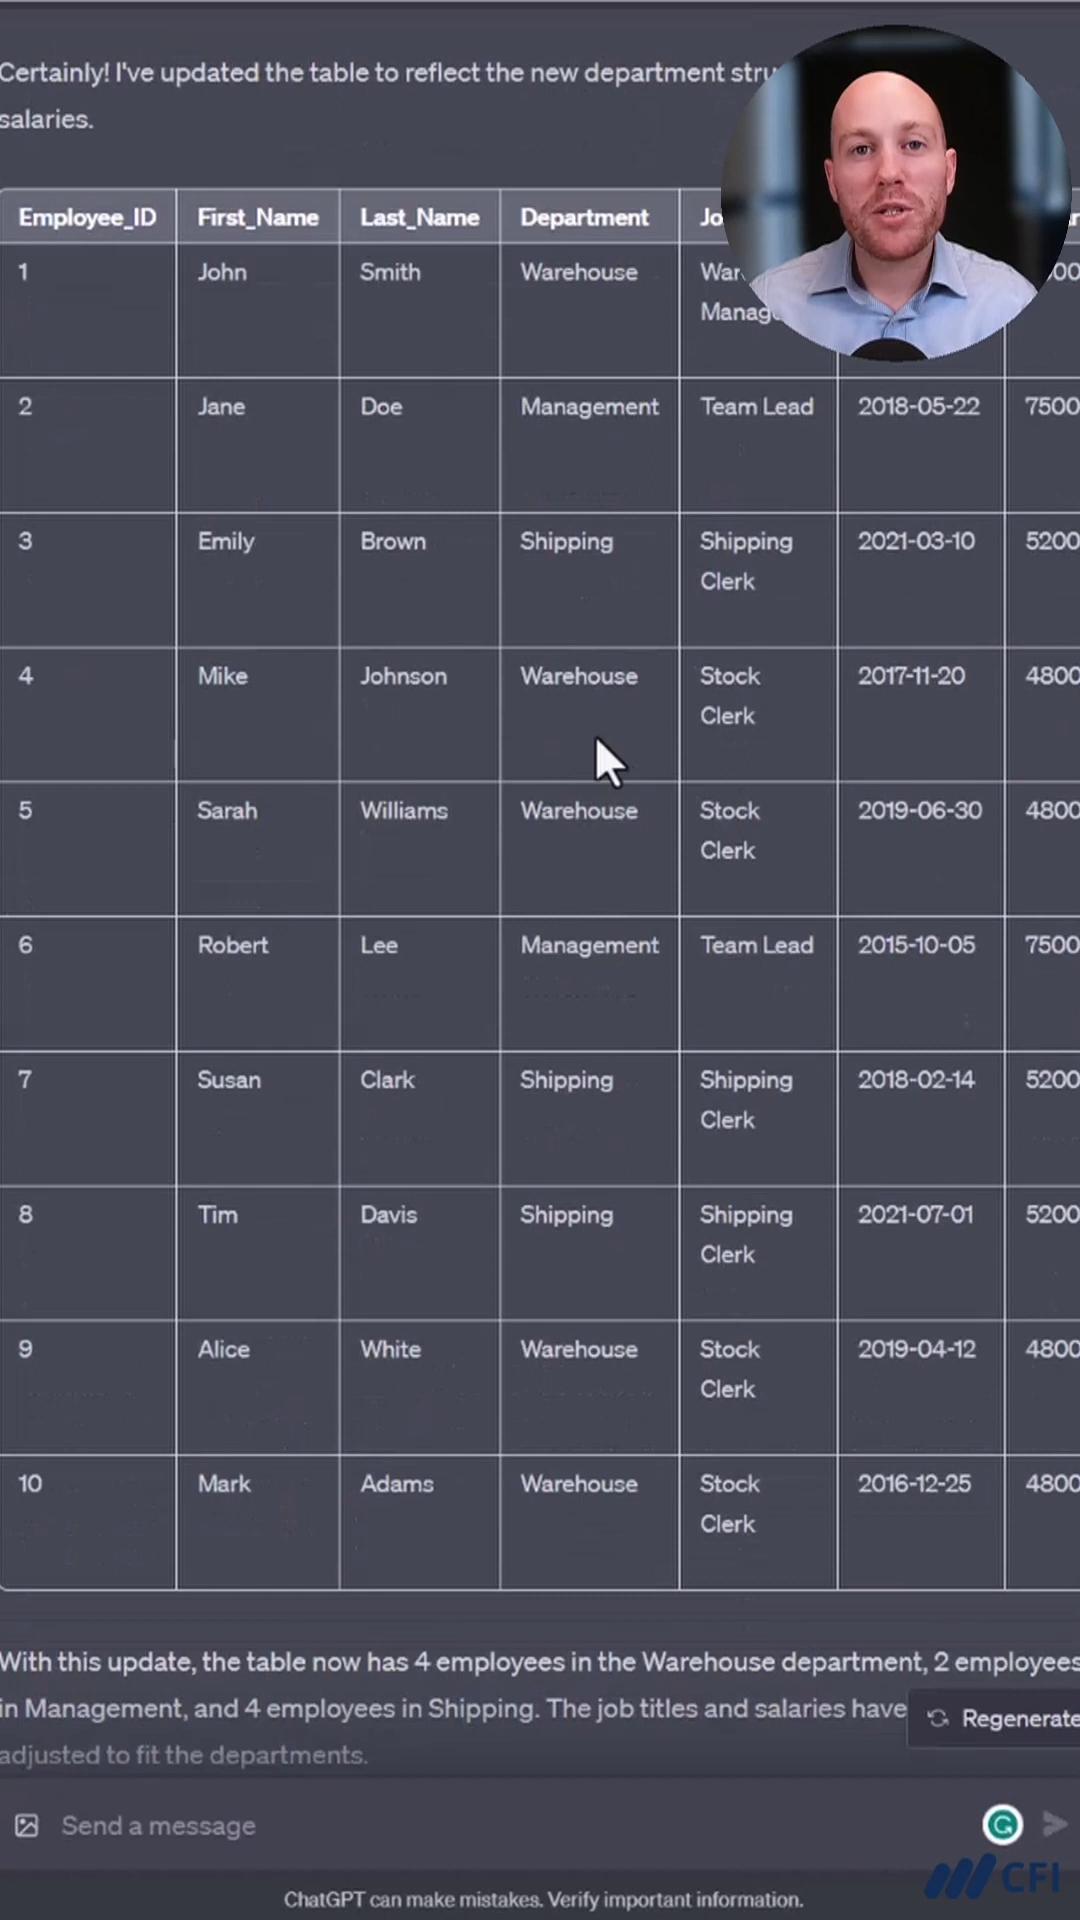 Certainly! I've updated the table to reflect the new department
salaries.
Employee_ID First_Name Last_Name Department
1 John Smith Warehouse
2 Jane Doe Management Team Lead 2018-05-22 7500
3 Emily Brown Shipping Shipping 2021-03-10 5200
Clerk
4 Mike Johnson Warehouse Stock 2017-11-20 4800
Clerk
5 Sarah Williams Warehouse Stock 2019-06-30 4800
Clerk
6 Robert Lee Management Team Lead 2015-10-05 7500
7 Susan Clark Shipping Shipping 2018-02-14 5200
Clerk
8 Tim Davis Shipping Shipping 2021-07-01 5200
Clerk
9 Alice White Warehouse Stock 2019-04-12 4800
Clerk
10 Mark Adams Warehouse Stock 2016-12-25 4800
Clerk
With this update, the table now has 4 employees in the Warehouse department, 2 employees
in Management, and 4 employees in Shipping. The job titles and salaries have
Regenerate
adjusted to fit the departments.
Send a message
CFI
ChatGPT can make mistakes. Verify important information.